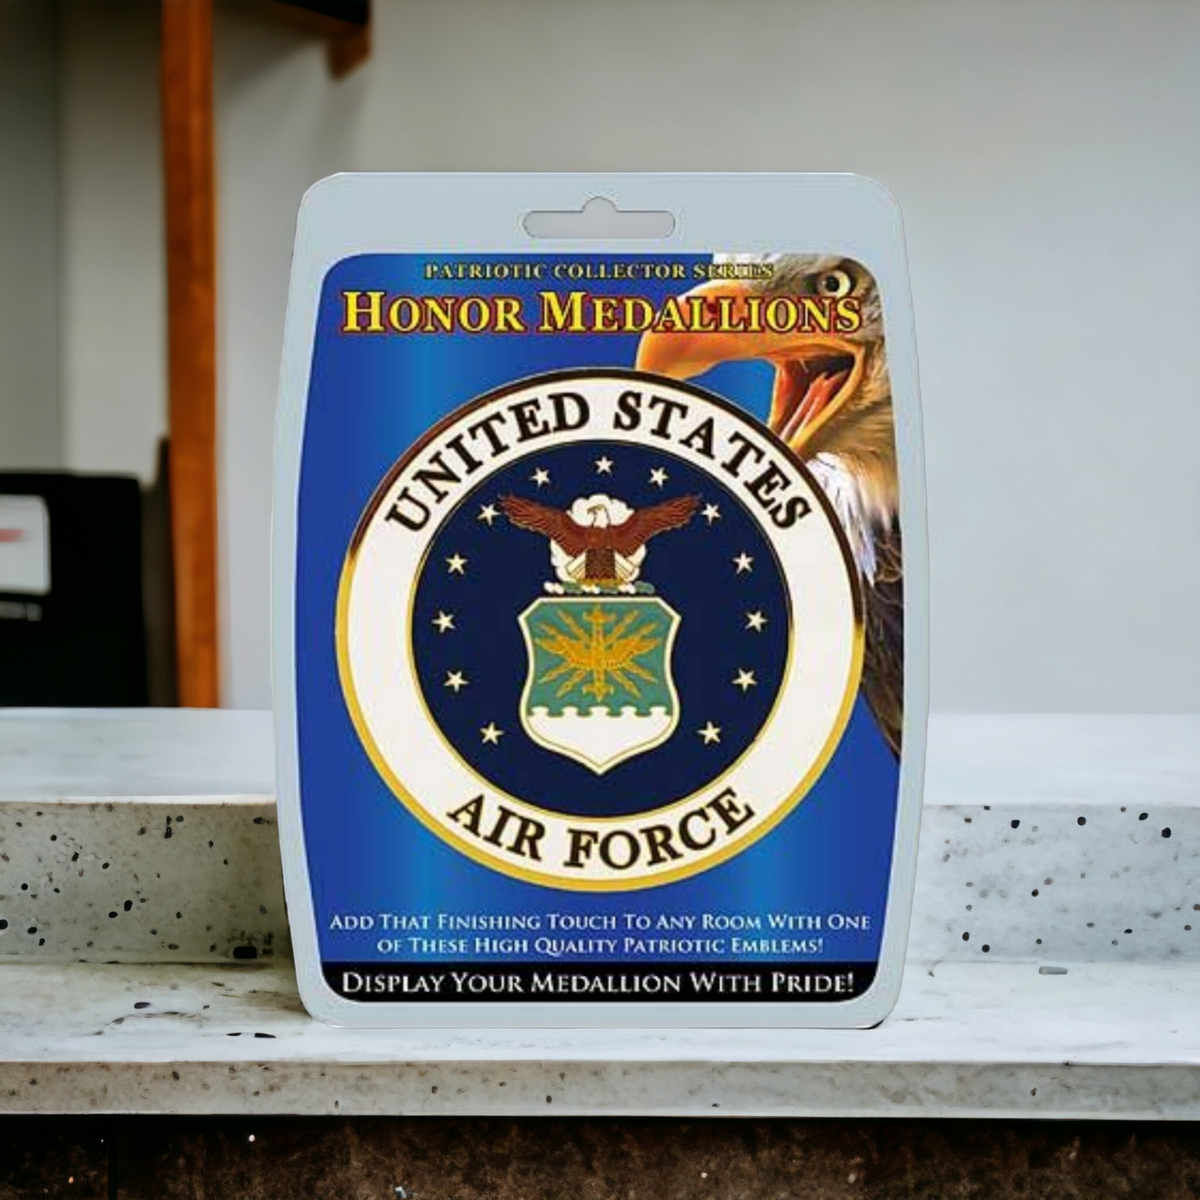 PATRIOTIC COLLECTOR SERIES
HONOR MEDALLIONS
UNITED STATES
AIR FORCE
ADD THAT FINISHING TOUCH TO ANY ROOM WITH ONE
OF THESE HIGH QUALITY PATRIOTIC EMBLEMS!
DISPLAY YOUR MEDALLION WITH PRIDE!